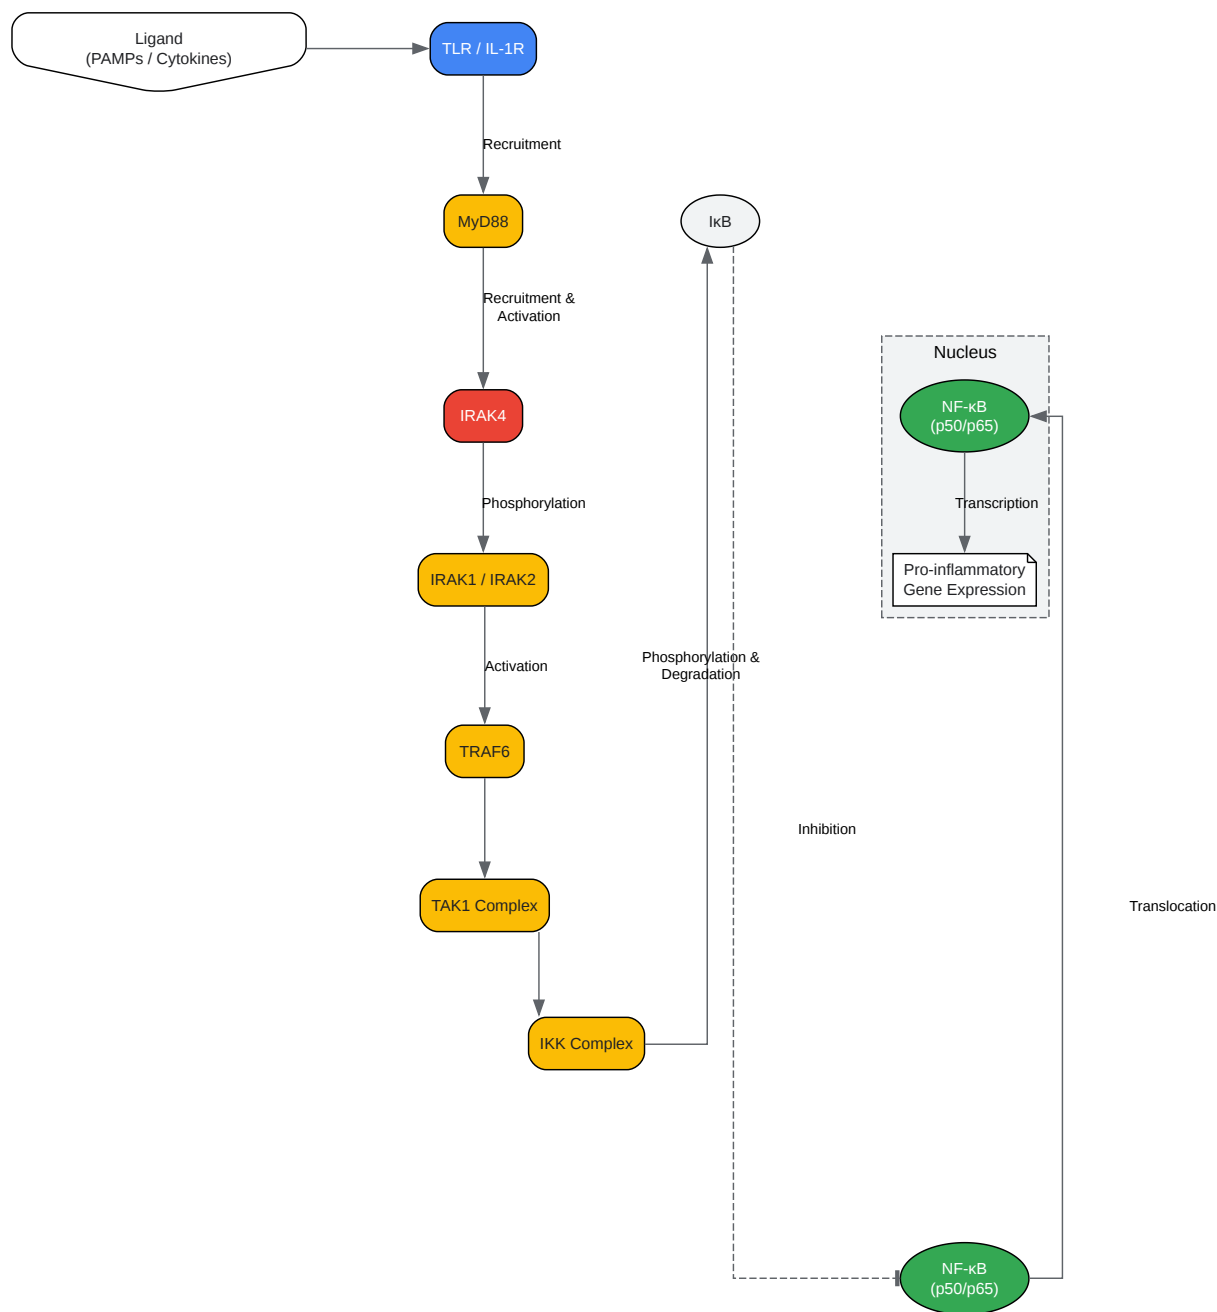 Ligand
(PAMPs / Cytokines)
TLR / IL-1R
Recruitment
MyD88
IκB
Recruitment &
Activation
Nucleus
NF-κB
(p50/p65)
IRAK4
Phosphorylation
Transcription
IRAK1 / IRAK2
Pro-inflammatory
Gene Expression
Activation
Phosphorylation &
Degradation
TRAF6
Inhibition
TAK1 Complex
Translocation
IKK Complex
NF-κB
(p50/p65)